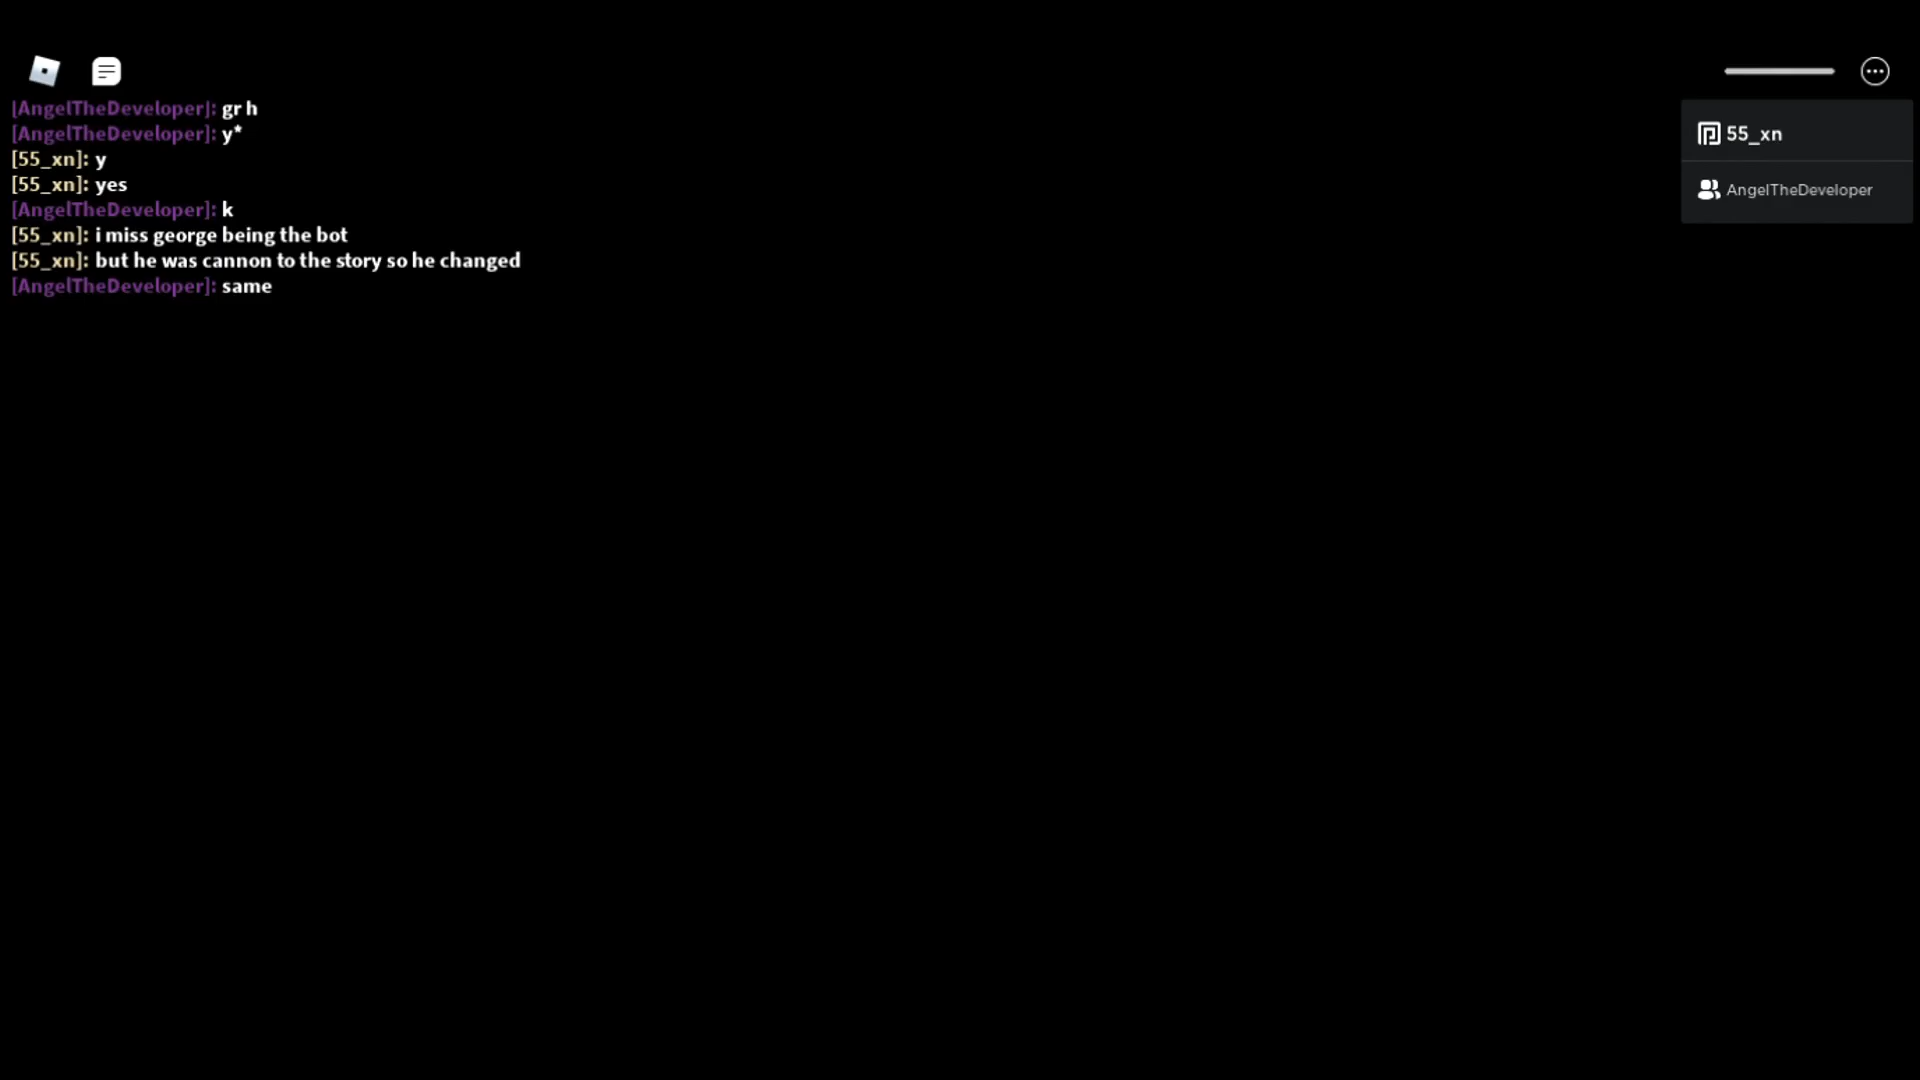 [AngelTheDeveloper]: gr h
[AngelTheDeveloper]: y*
[55_xn]: y
[55_xn]: yes
[AngelTheDeveloper]: k
[55_xn]: i miss george being the bot
[55_xn]: but he was cannon to the story so he changed
[AngelTheDeveloper]: same
55_xn
AngelTheDeveloper